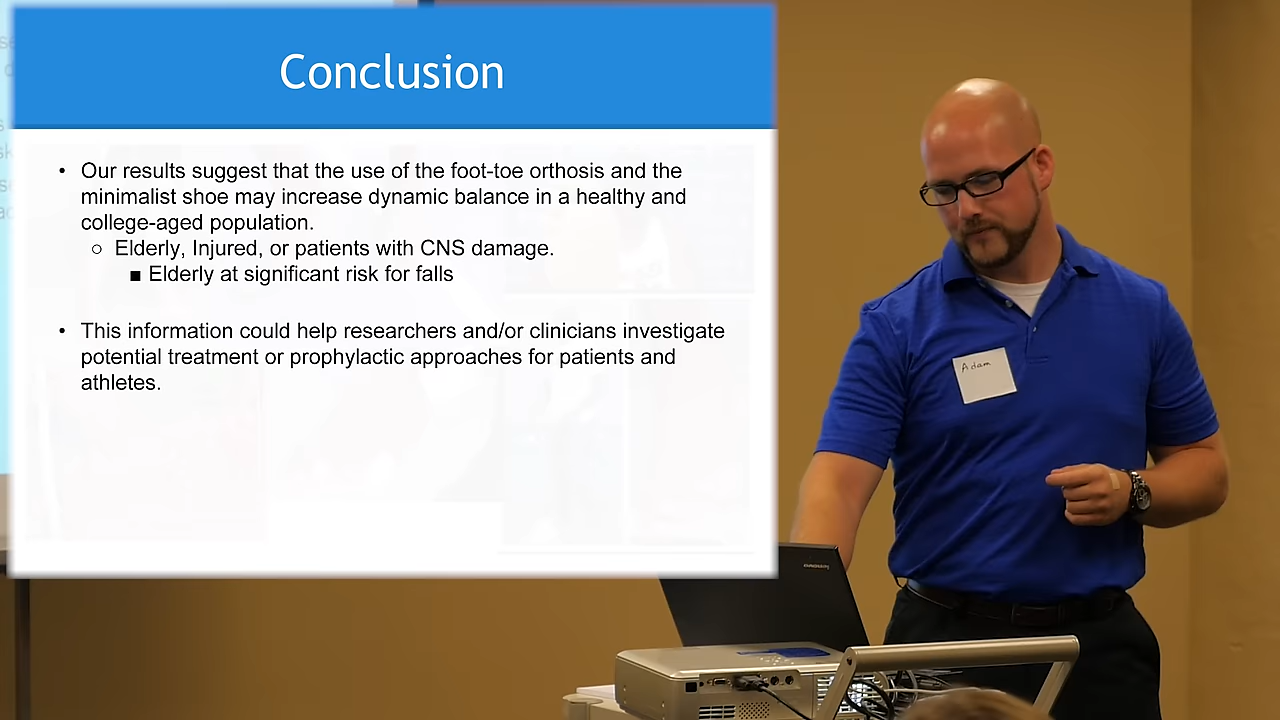 Conclusion
• Our results suggest that the use of the foot-toe orthosis and the
minimalist shoe may increase dynamic balance in a healthy and
college-aged population.
○ Elderly, Injured, or patients with CNS damage.
■ Elderly at significant risk for falls
• This information could help researchers and/or clinicians investigate
potential treatment or prophylactic approaches for patients and
athletes.
Adam
lenovo